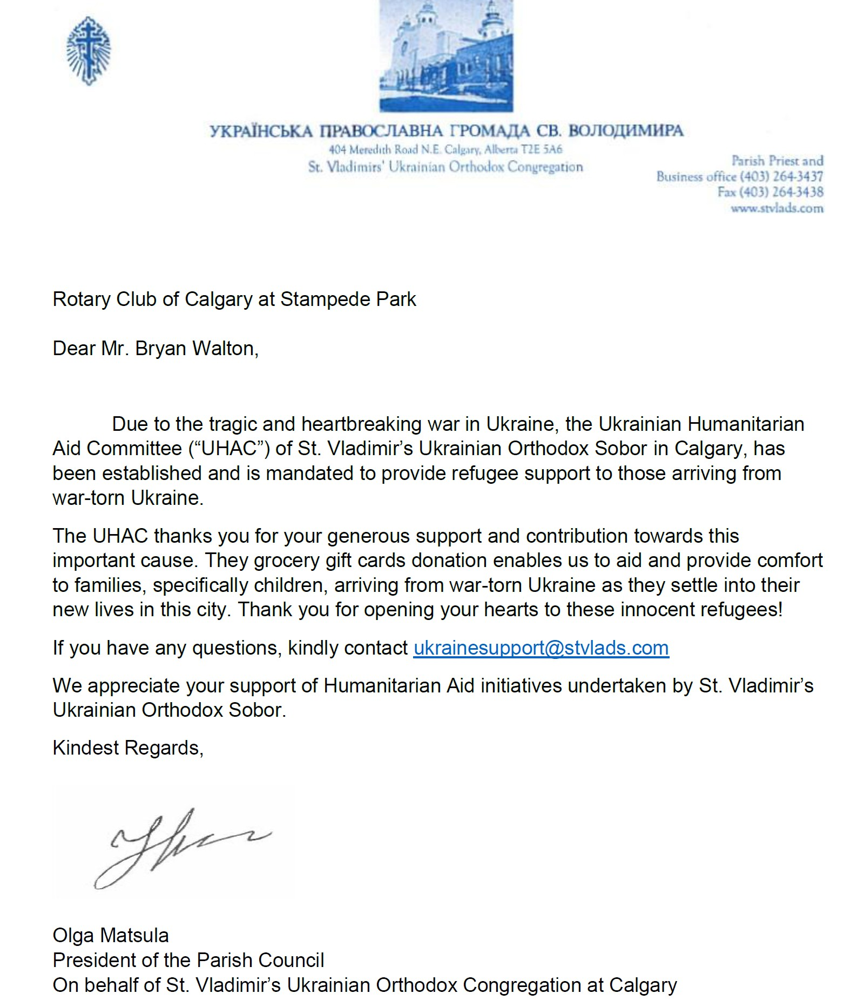 УКРАЇНСЬКА ПРАВОСЛАВНА ГРОМАДА СВ. ВОЛОДИМИРА
404 Meredith Road N.E. Calgary, Alberta T2E 5A6
St. Vladimirs' Ukrainian Orthodox Congregation
Parish Priest and
Business office (403) 264-3437
Fax (403) 264-3438
www.stvlads.com
Rotary Club of Calgary at Stampede Park
Dear Mr. Bryan Walton,
Due to the tragic and heartbreaking war in Ukraine, the Ukrainian Humanitarian
Aid Committee (“UHAC”) of St. Vladimir’s Ukrainian Orthodox Sobor in Calgary, has
been established and is mandated to provide refugee support to those arriving from
war-torn Ukraine.
The UHAC thanks you for your generous support and contribution towards this
important cause. They grocery gift cards donation enables us to aid and provide comfort
to families, specifically children, arriving from war-torn Ukraine as they settle into their
new lives in this city. Thank you for opening your hearts to these innocent refugees!
If you have any questions, kindly contact ukrainesupport@stvlads.com
We appreciate your support of Humanitarian Aid initiatives undertaken by St. Vladimir’s
Ukrainian Orthodox Sobor.
Kindest Regards,
Olga Matsula
President of the Parish Council
On behalf of St. Vladimir’s Ukrainian Orthodox Congregation at Calgary